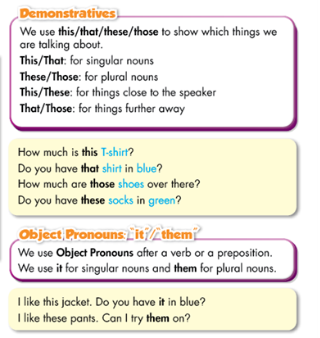 Demonstratives
We use this/that/these/those to show which things we
are talking about.
This/That: for singular nouns
These/Those: for plural nouns
This/These: for things close to the speaker
That/Those: for things further away
How much is this T-shirt?
Do you have that shirt in blue?
How much are those shoes over there?
Do you have these socks in green?
Object Pronouns "it"/"them"
We use Object Pronouns after a verb or a preposition.
We use it for singular nouns and them for plural nouns.
I like this jacket. Do you have it in blue?
I like these pants. Can I try them on?